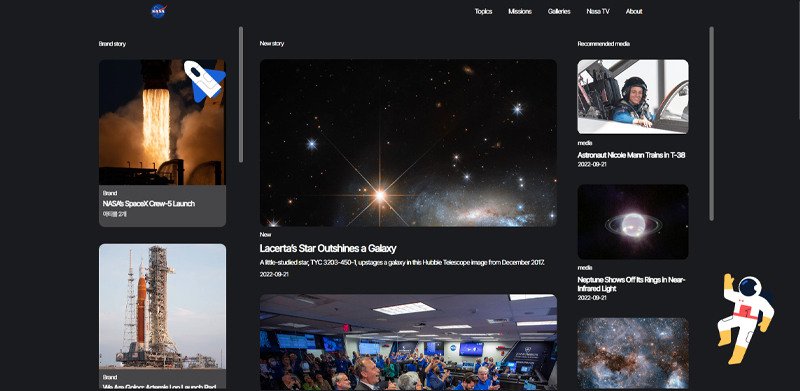 NASA
Topics
Missions
Galleries
Nasa TV
About
Brand story
Brand
NASA's SpaceX Crew-5 Launch
아티클 2개
Brand
We Are Going: Artemis I on Launch Pad
New story
New
Lacerta's Star Outshines a Galaxy
A little-studied star, TYC 3203-450-1, upstages a galaxy in this Hubble Telescope image from December 2017.
2022-09-21
Recommended media
media
Astronaut Nicole Mann Trains in T-38
2022-09-21
media
Neptune Shows Off Its Rings in Near-
Infrared Light
2022-09-21